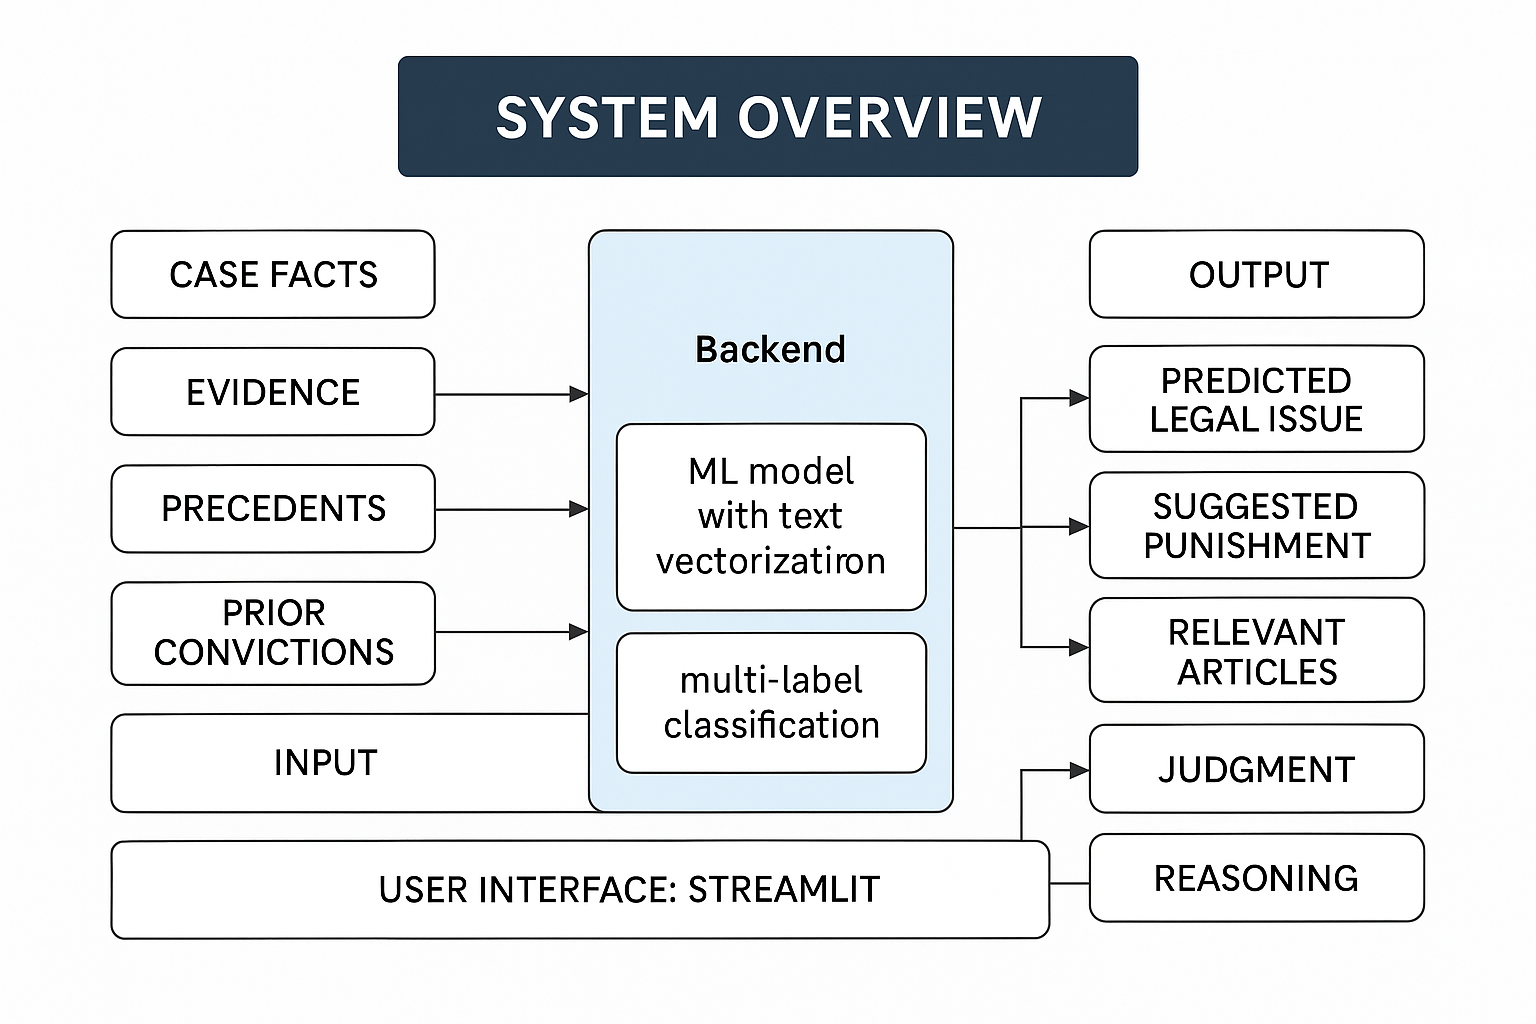 SYSTEM OVERVIEW
CASE FACTS
EVIDENCE
PRECEDENTS
PRIOR
CONVICTIONS
INPUT
USER INTERFACE: STREAMLIT
Backend
ML model
with text
vectorizatiron
multi-label
classification
OUTPUT
PREDICTED
LEGAL ISSUE
SUGGESTED
PUNISHMENT
RELEVANT
ARTICLES
JUDGMENT
REASONING